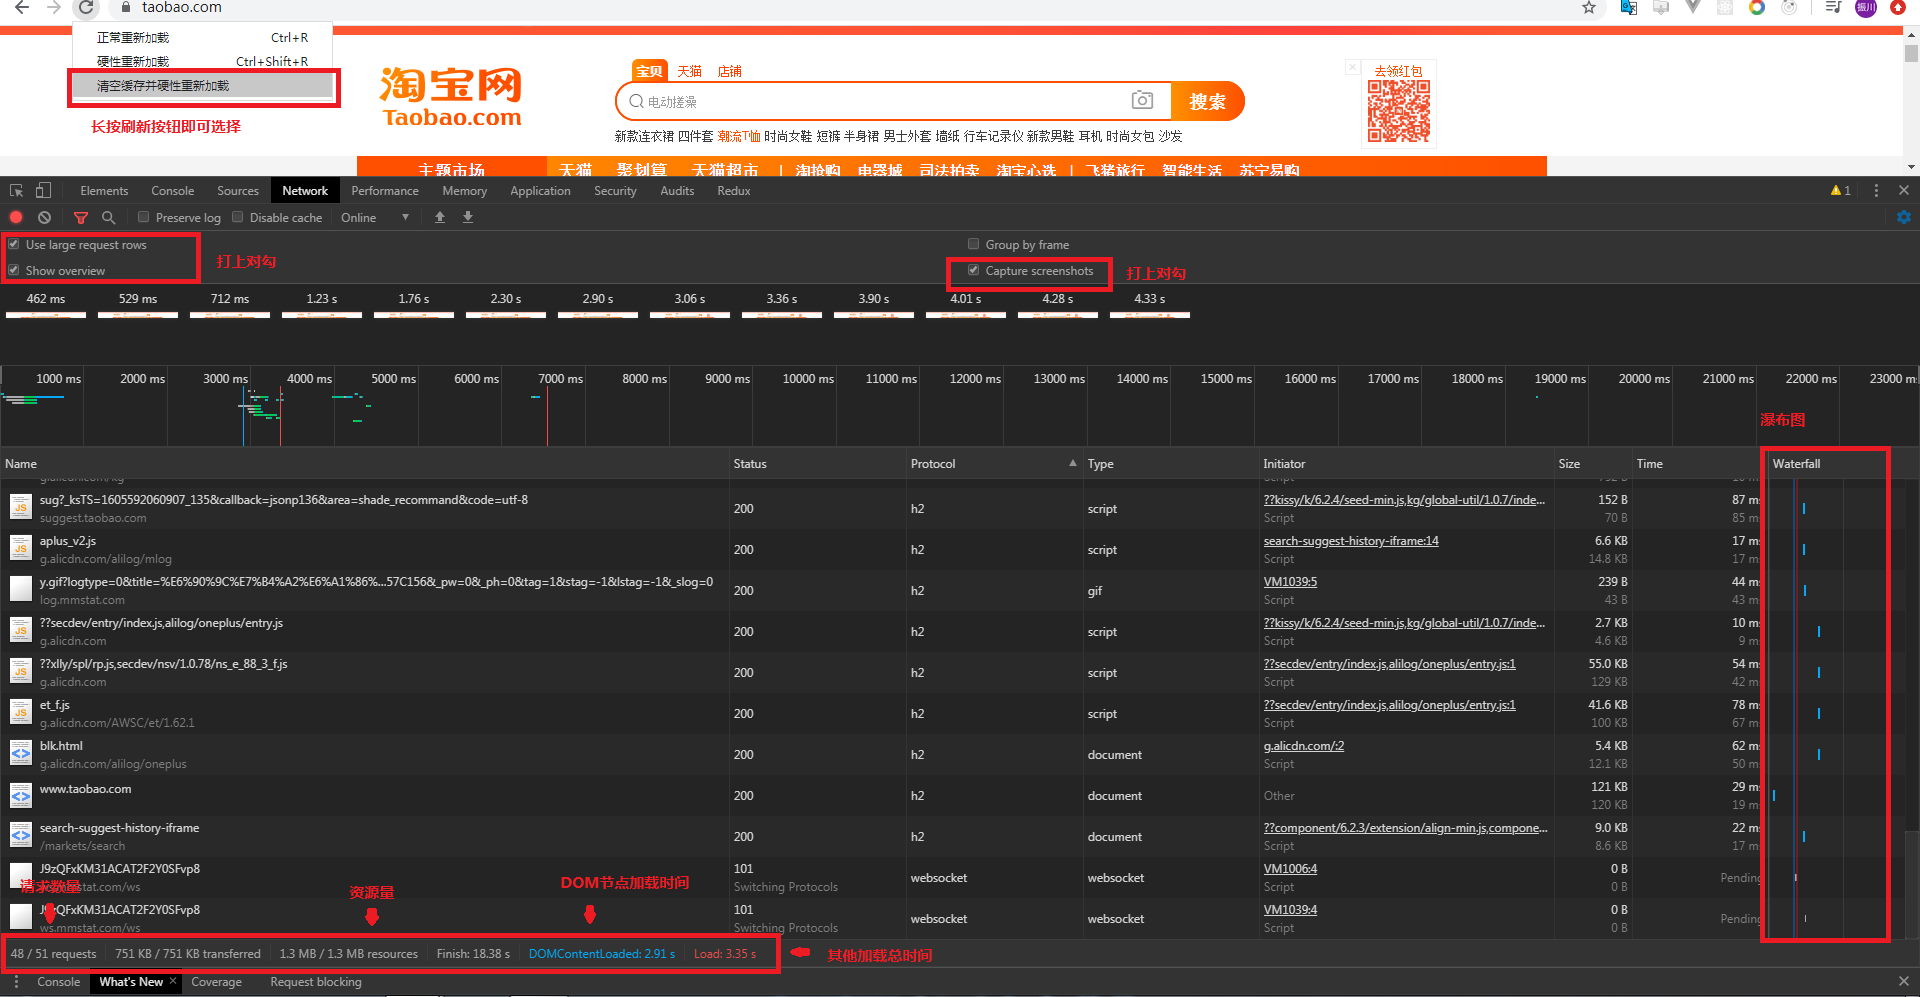 taobao.com
振川
正常重新加载 Ctrl+R
硬性重新加载 Ctrl+Shift+R
清空缓存并硬性重新加载
长按刷新按钮即可选择
淘宝网
Taobao.com
宝贝 天猫 店铺
电动搓澡
搜索
新款连衣裙 四件套 潮流T恤 时尚女鞋 短裤 半身裙 男士外套 墙纸 行车记录仪 新款男鞋 耳机 时尚女包 沙发
去领红包
主题市场 天猫 聚划算 天猫超市 | 淘抢购 电器城 司法拍卖 淘宝心选 | 飞猪旅行 智能生活 苏宁易购
Elements Console Sources Network Performance Memory Application Security Audits Redux 1
Preserve log Disable cache Online
Use large request rows
Group by frame
打上对勾
Show overview
Capture screenshots
打上对勾
462 ms 529 ms 712 ms 1.23 s 1.76 s 2.30 s 2.90 s 3.06 s 3.36 s 3.90 s 4.01 s 4.28 s 4.33 s
1000 ms 2000 ms 3000 ms 4000 ms 5000 ms 6000 ms 7000 ms 8000 ms 9000 ms 10000 ms 11000 ms 12000 ms 13000 ms 14000 ms 15000 ms 16000 ms 17000 ms 18000 ms 19000 ms 20000 ms 21000 ms 22000 ms 23000 m
瀑布图
Name Status Protocol Type Initiator Size Time Waterfall
sug?_ksTS=1605592060907_135&callback=jsonp136&area=shade_recommand&code=utf-8
suggest.taobao.com
200 h2 script
??kissy/k/6.2.4/seed-min.js,kg/global-util/1.0.7/inde... 152 B 87 m
Script 70 B 85 m
aplus_v2.js
g.alicdn.com/alilog/mlog
200 h2 script
search-suggest-history-iframe:14 6.6 KB 17 m
Script 14.8 KB 17 m
y.gif?logtype=0&title=%E6%90%9C%E7%B4%A2%E6%A1%86%...57C156&_pw=0&_ph=0&tag=1&stag=-1&lstag=-1&_slog=0
log.mmstat.com
200 h2 gif
VM1039:5 239 B 44 m
Script 43 B 43 m
??secdev/entry/index.js,alilog/oneplus/entry.js
g.alicdn.com
200 h2 script
??kissy/k/6.2.4/seed-min.js,kg/global-util/1.0.7/inde... 2.7 KB 10 m
Script 4.6 KB 9 m
??xlly/spl/rp.js,secdev/nsv/1.0.78/ns_e_88_3_f.js
g.alicdn.com
200 h2 script
??secdev/entry/index.js,alilog/oneplus/entry.js:1 55.0 KB 54 m
Script 129 KB 42 m
et_f.js
g.alicdn.com/AWSC/et/1.62.1
200 h2 script
??secdev/entry/index.js,alilog/oneplus/entry.js:1 41.6 KB 78 m
Script 100 KB 67 m
blk.html
g.alicdn.com/alilog/oneplus
200 h2 document
g.alicdn.com/:2 5.4 KB 62 m
Script 12.1 KB 50 m
www.taobao.com
200 h2 document Other
121 KB 29 m
120 KB 19 m
search-suggest-history-iframe
/markets/search
200 h2 document
??component/6.2.3/extension/align-min.js,compone... 9.0 KB 22 m
Script 8.6 KB 17 m
J9zQFxKM31ACAT2F2Y0SFvp8
ws.mmstat.com/ws
101
Switching Protocols
websocket websocket
VM1006:4 0 B
Script 0 B
Pending
请求数量
资源量
DOM节点加载时间
J9zQFxKM31ACAT2F2Y0SFvp8
ws.mmstat.com/ws
101
Switching Protocols
websocket websocket
VM1039:4 0 B
Script 0 B
Pending
48 / 51 requests 751 KB / 751 KB transferred 1.3 MB / 1.3 MB resources Finish: 18.38 s DOMContentLoaded: 2.91 s Load: 3.35 s
其他加载总时间
Console What's New Coverage Request blocking